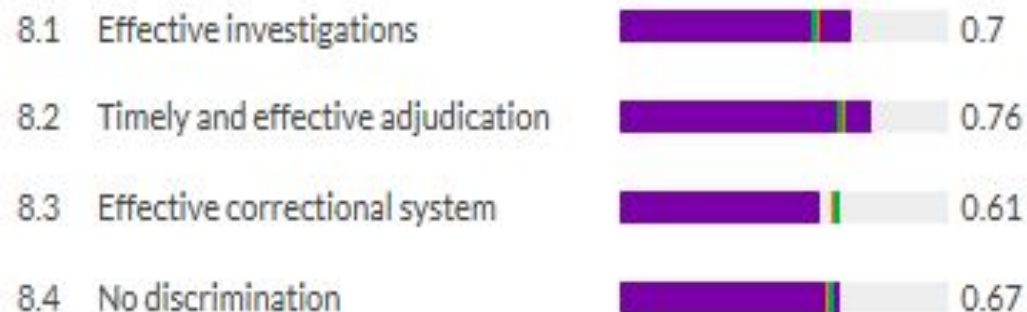 8.1 Effective investigations 0.7
8.2 Timely and effective adjudication 0.76
8.3 Effective correctional system 0.61
8.4 No discrimination 0.67